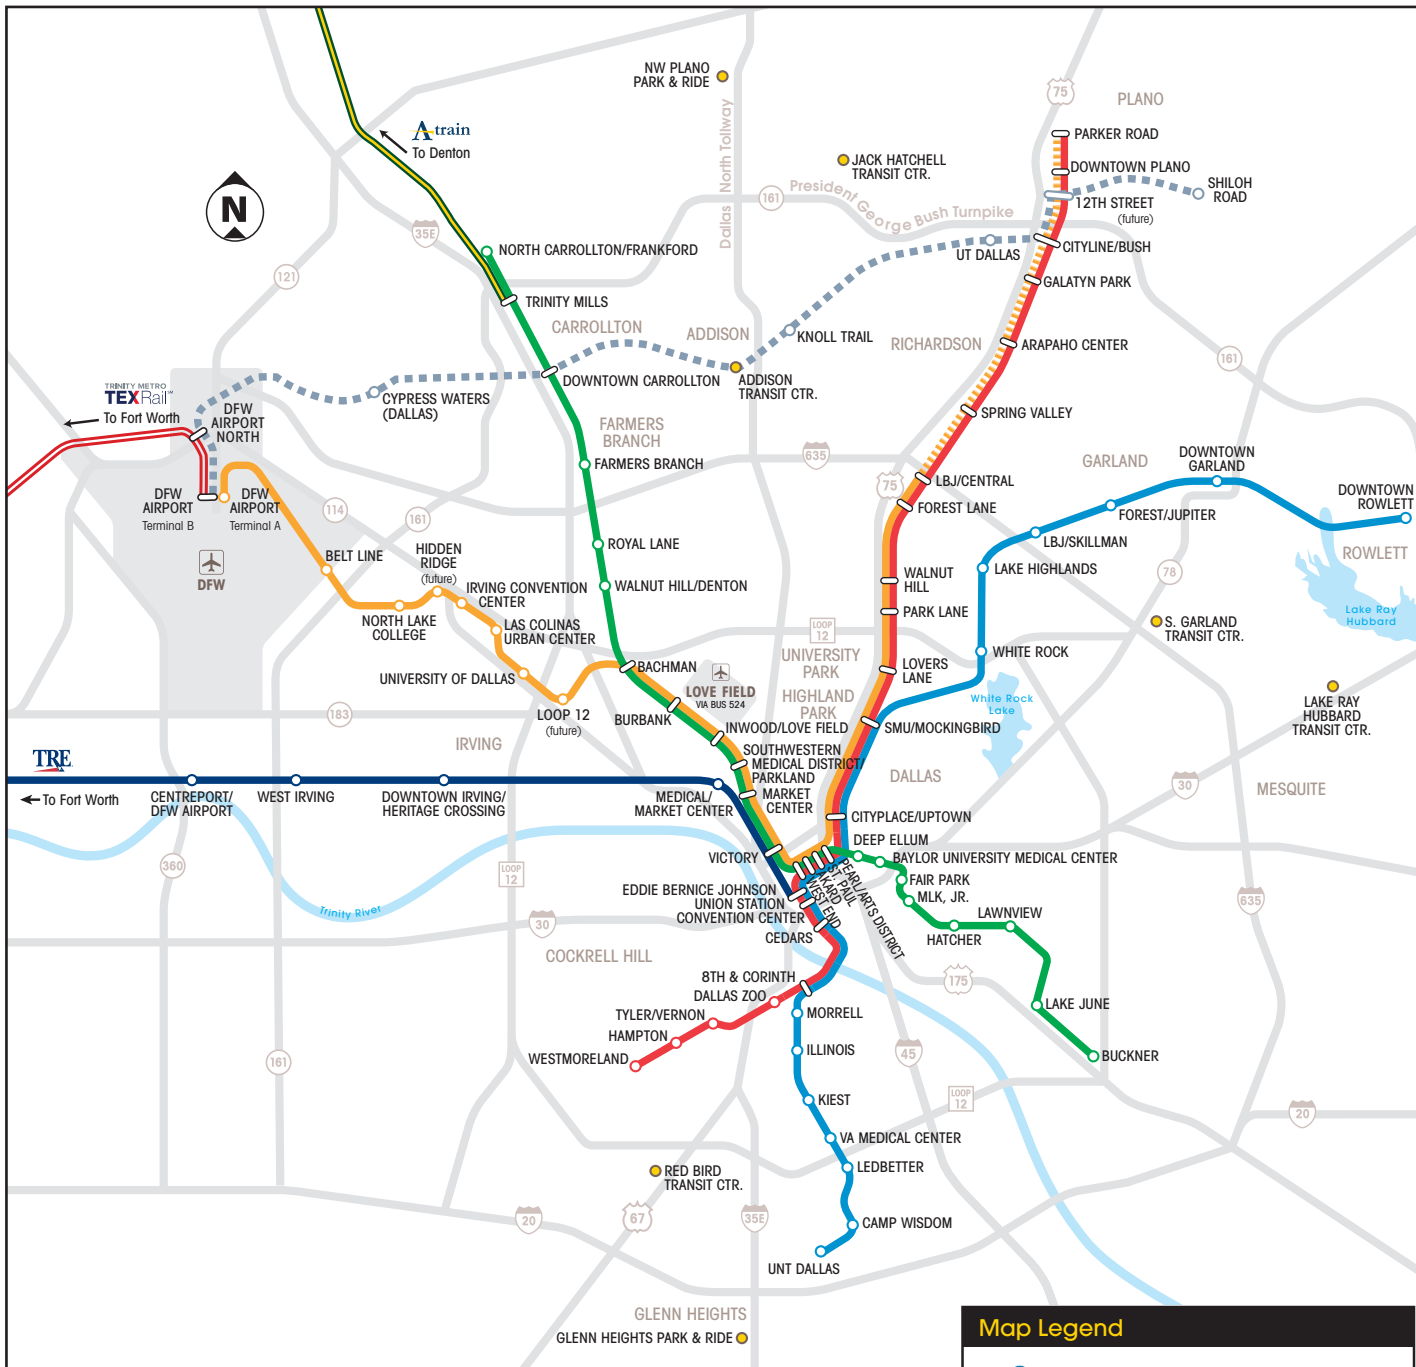 NW PLANO
PARK & RIDE
75
PLANO
A train
To Denton
PARKER ROAD
JACK HATCHELL
TRANSIT CTR.
DOWNTOWN PLANO
N
Dallas North Tollway
161
President George Bush Turnpike
SHILOH
ROAD
12TH STREET
(future)
35E
NORTH CARROLLTON/FRANKFORD
UT DALLAS
CITYLINE/BUSH
121
GALATYN PARK
TRINITY MILLS
CARROLLTON
ADDISON
KNOLL TRAIL
RICHARDSON
ARAPAHO CENTER
161
DOWNTOWN CARROLLTON
ADDISON
TRANSIT CTR.
TRINITY METRO
TEXRail℠
To Fort Worth
CYPRESS WATERS
(DALLAS)
DFW
AIRPORT
NORTH
SPRING VALLEY
FARMERS
BRANCH
635
GARLAND
DOWNTOWN
GARLAND
FARMERS BRANCH
75
LBJ/CENTRAL
DOWNTOWN
ROWLETT
DFW
AIRPORT
Terminal B
DFW
AIRPORT
Terminal A
114
161
FOREST LANE
FOREST/JUPITER
LBJ/SKILLMAN
ROWLETT
BELT LINE
HIDDEN
RIDGE
(future)
ROYAL LANE
DFW
IRVING CONVENTION
CENTER
WALNUT HILL/DENTON
WALNUT
HILL
LAKE HIGHLANDS
78
NORTH LAKE
COLLEGE
LAS COLINAS
URBAN CENTER
PARK LANE
Lake Ray
Hubbard
LOOP
12
S. GARLAND
TRANSIT CTR.
UNIVERSITY
PARK
WHITE ROCK
UNIVERSITY OF DALLAS
BACHMAN
LOVERS
LANE
LOVE FIELD
VIA BUS 524
HIGHLAND
PARK
White Rock
Lake
183
LOOP 12
(future)
BURBANK
INWOOD/LOVE FIELD
SMU/MOCKINGBIRD
LAKE RAY
HUBBARD
TRANSIT CTR.
IRVING
TRE
SOUTHWESTERN
MEDICAL DISTRICT/
PARKLAND
DALLAS
30
MESQUITE
To Fort Worth
CENTREPORT/
DFW AIRPORT
WEST IRVING
DOWNTOWN IRVING/
HERITAGE CROSSING
MEDICAL/
MARKET CENTER
MARKET
CENTER
CITYPLACE/UPTOWN
DEEP ELLUM
VICTORY
BAYLOR UNIVERSITY MEDICAL CENTER
360
LOOP
12
PEARL/ARTS DISTRICT
ST. PAUL
AKARD
WEST END
FAIR PARK
MLK, JR.
EDDIE BERNICE JOHNSON
UNION STATION
CONVENTION CENTER
635
Trinity River
30
LAWNVIEW
HATCHER
CEDARS
COCKRELL HILL
8TH & CORINTH
175
DALLAS ZOO
LAKE JUNE
TYLER/VERNON
MORRELL
HAMPTON
WESTMORELAND
ILLINOIS
45
BUCKNER
161
KIEST
LOOP
12
20
VA MEDICAL CENTER
LEDBETTER
RED BIRD
TRANSIT CTR.
20
67
35E
CAMP WISDOM
UNT DALLAS
GLENN HEIGHTS
GLENN HEIGHTS PARK & RIDE
Map Legend